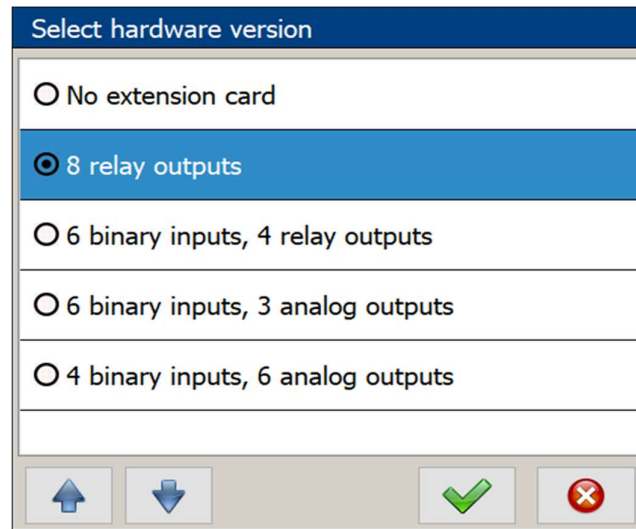 Select hardware version
No extension card
8 relay outputs
6 binary inputs, 4 relay outputs
6 binary inputs, 3 analog outputs
4 binary inputs, 6 analog outputs